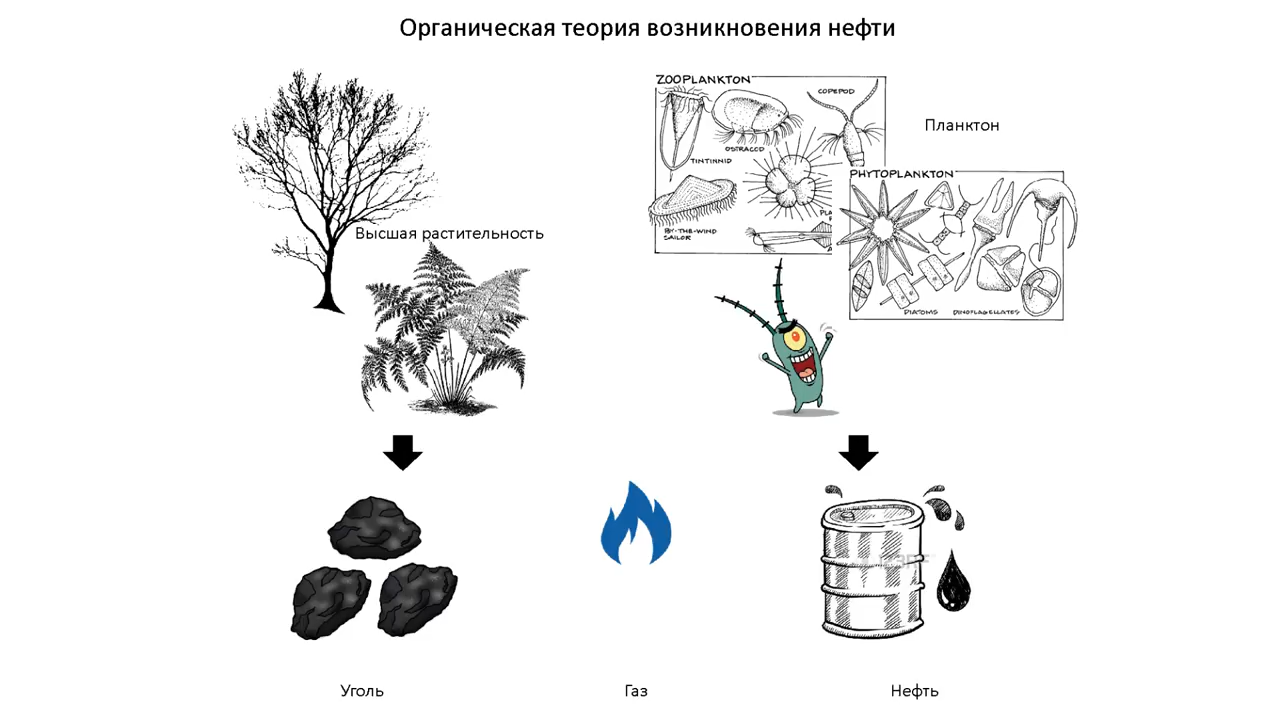 Органическая теория возникновения нефти
ZOOPLANKTON
COPEPOD
OSTRACOD
TINTINNID
BY-THE-WIND
SAILOR
Планктон
PHYTOPLANKTON
DIATOMS
DINOFLAGELLATES
Высшая растительность
Уголь
Газ
Нефть